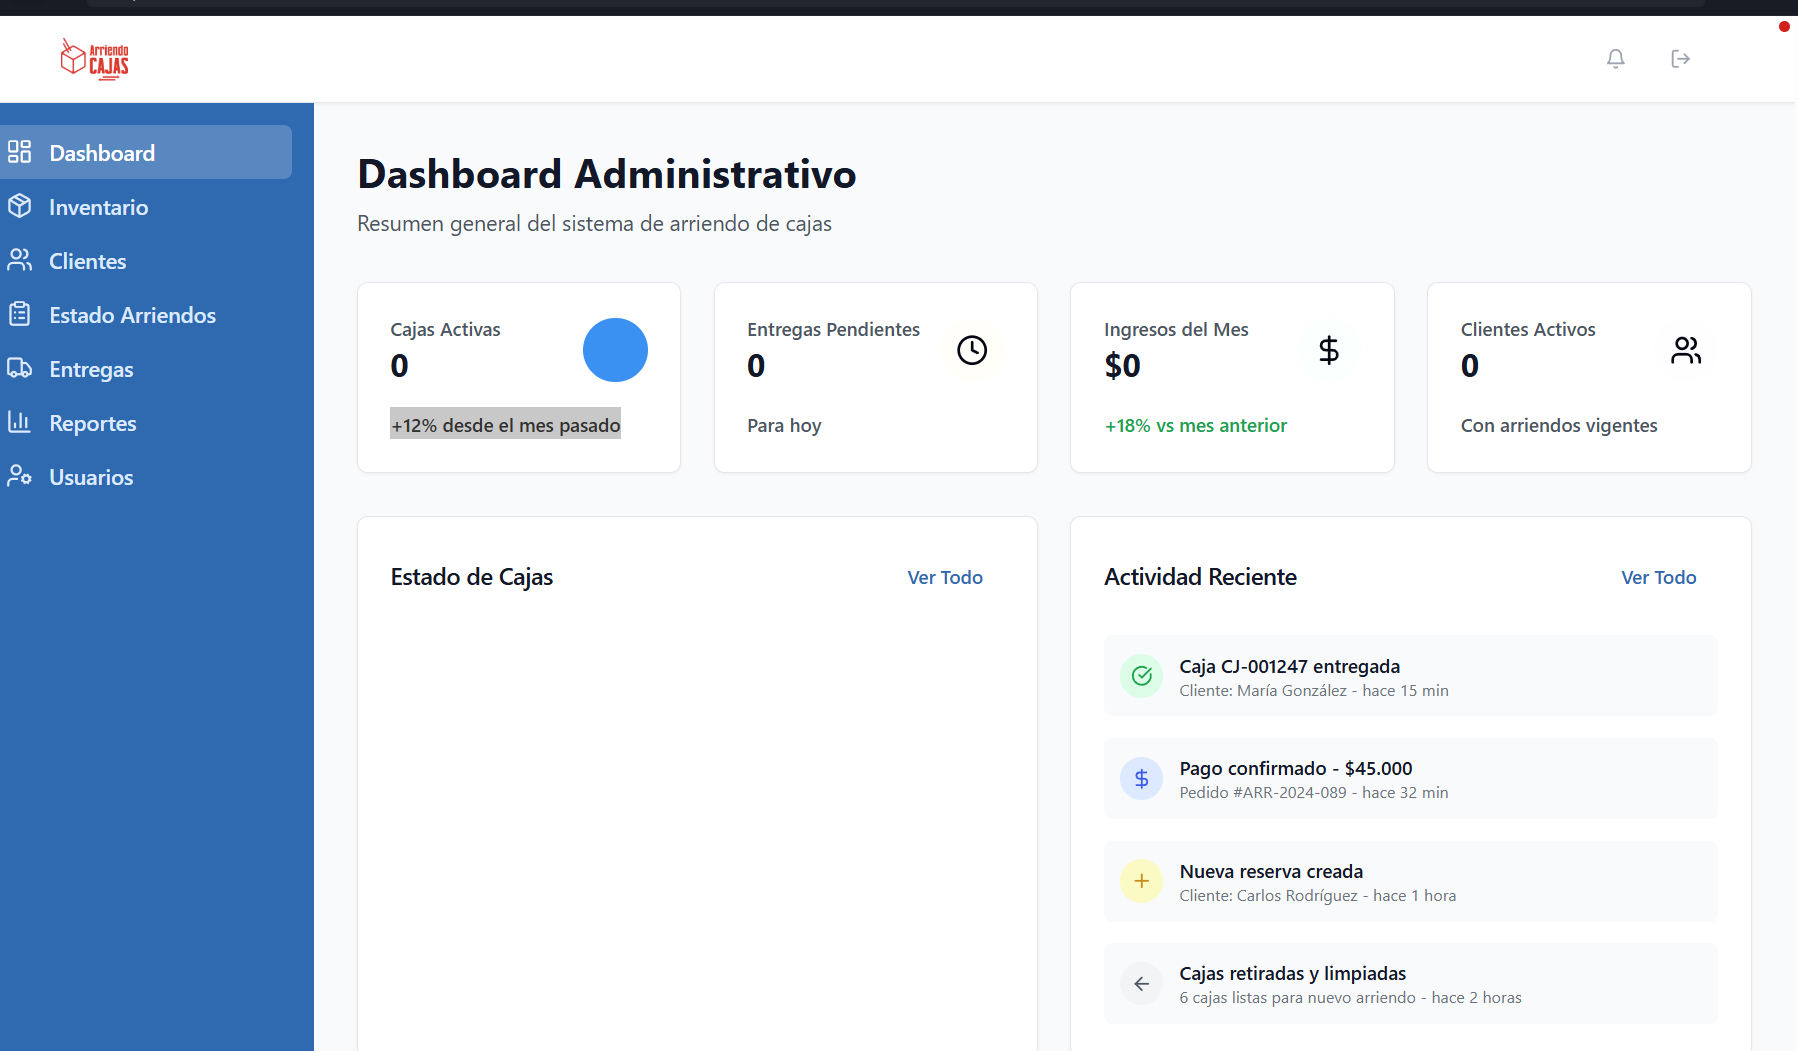 Arriendo
CAJAS
Dashboard
Inventario
Clientes
Estado Arriendos
Entregas
Reportes
Usuarios
Dashboard Administrativo
Resumen general del sistema de arriendo de cajas
Cajas Activas
0
+12% desde el mes pasado
Entregas Pendientes
0
Para hoy
Ingresos del Mes
$0
+18% vs mes anterior
Clientes Activos
0
Con arriendos vigentes
Estado de Cajas
Ver Todo
Actividad Reciente
Ver Todo
Caja CJ-001247 entregada
Cliente: María González - hace 15 min
Pago confirmado - $45.000
Pedido #ARR-2024-089 - hace 32 min
Nueva reserva creada
Cliente: Carlos Rodríguez - hace 1 hora
Cajas retiradas y limpiadas
6 cajas listas para nuevo arriendo - hace 2 horas